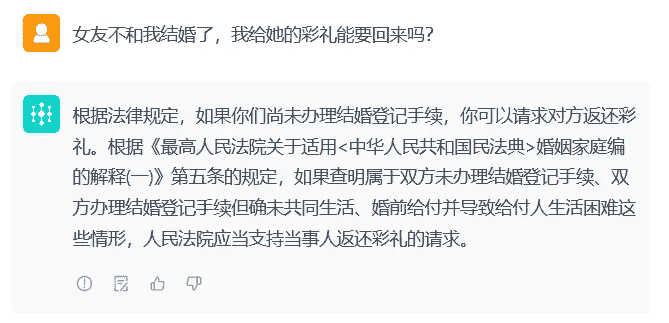 女友不和我结婚了，我给她的彩礼能要回来吗？
根据法律规定，如果你们尚未办理结婚登记手续，你可以请求对方返还彩
礼。根据《最高人民法院关于适用<中华人民共和国民法典>婚姻家庭编
的解释(一)》第五条的规定，如果查明属于双方未办理结婚登记手续、双
方办理结婚登记手续但确未共同生活、婚前给付并导致给付人生活困难这
些情形，人民法院应当支持当事人返还彩礼的请求。